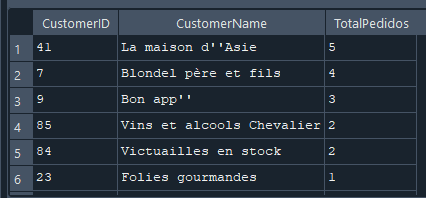 CustomerID CustomerName TotalPedidos
1 41 La maison d''Asie 5
2 7 Blondel père et fils 4
3 9 Bon app'' 3
4 85 Vins et alcools Chevalier 2
5 84 Victuailles en stock 2
6 23 Folies gourmandes 1